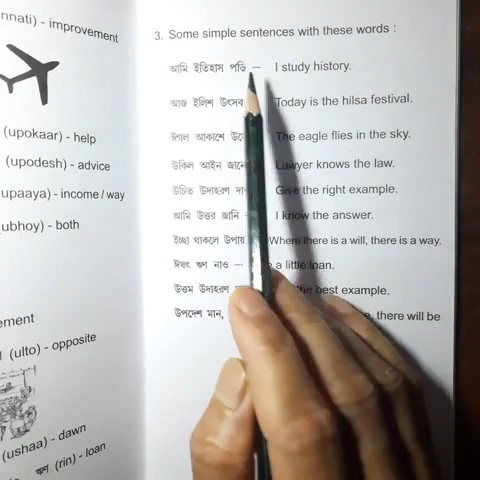 nnati) - improvement
(upokaar) - help
(upodesh) - advice
upaaya) - income / way
ubhoy) - both
ement
(ulto) - opposite
(ushaa) - dawn
ঋণ (rin) - loan
3. Some simple sentences with these words :
আমি ইতিহাস পড়ি — I study history.
আজ ইলিশ উৎসব Today is the hilsa festival.
ঈগল আকাশে The eagle flies in the sky.
উকিল আইন জানে Lawyer knows the law.
উচিত উদাহরণ Give the right example.
আমি উত্তর জানি - I know the answer.
ইচ্ছা থাকলে উপায় Where there is a will, there is a way.
ঈষৎ ঋণ নাও — a little loan.
উত্তম উদাহরণ the best example.
উপদেশ মান, there will be